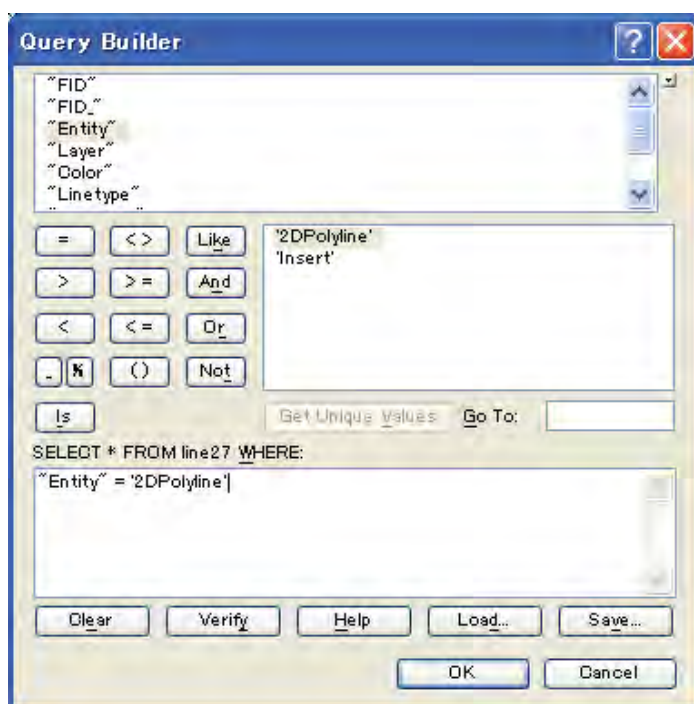 Query Builder
"FID"
"FID_"
"Entity"
"Layer"
"Color"
"Linetype"
= <> Like
'2DPolyline'
'Insert'
> >= And
< <= Or
_ % () Not
Is
Get Unique Values
Go To:
SELECT * FROM line27 WHERE:
"Entity" = '2DPolyline'
Clear Verify Help Load... Save...
OK Cancel